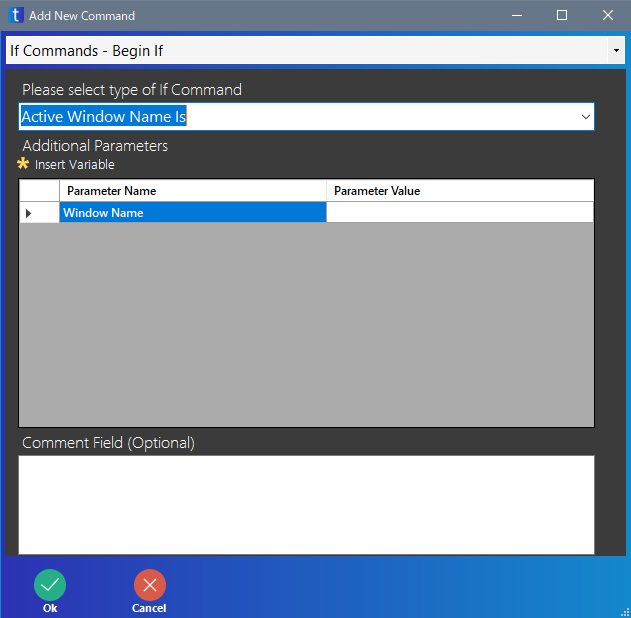 t Add New Command
If Commands - Begin If
Please select type of If Command
Active Window Name Is
Additional Parameters
* Insert Variable
Parameter Name Parameter Value
Window Name
Comment Field (Optional)
Ok Cancel